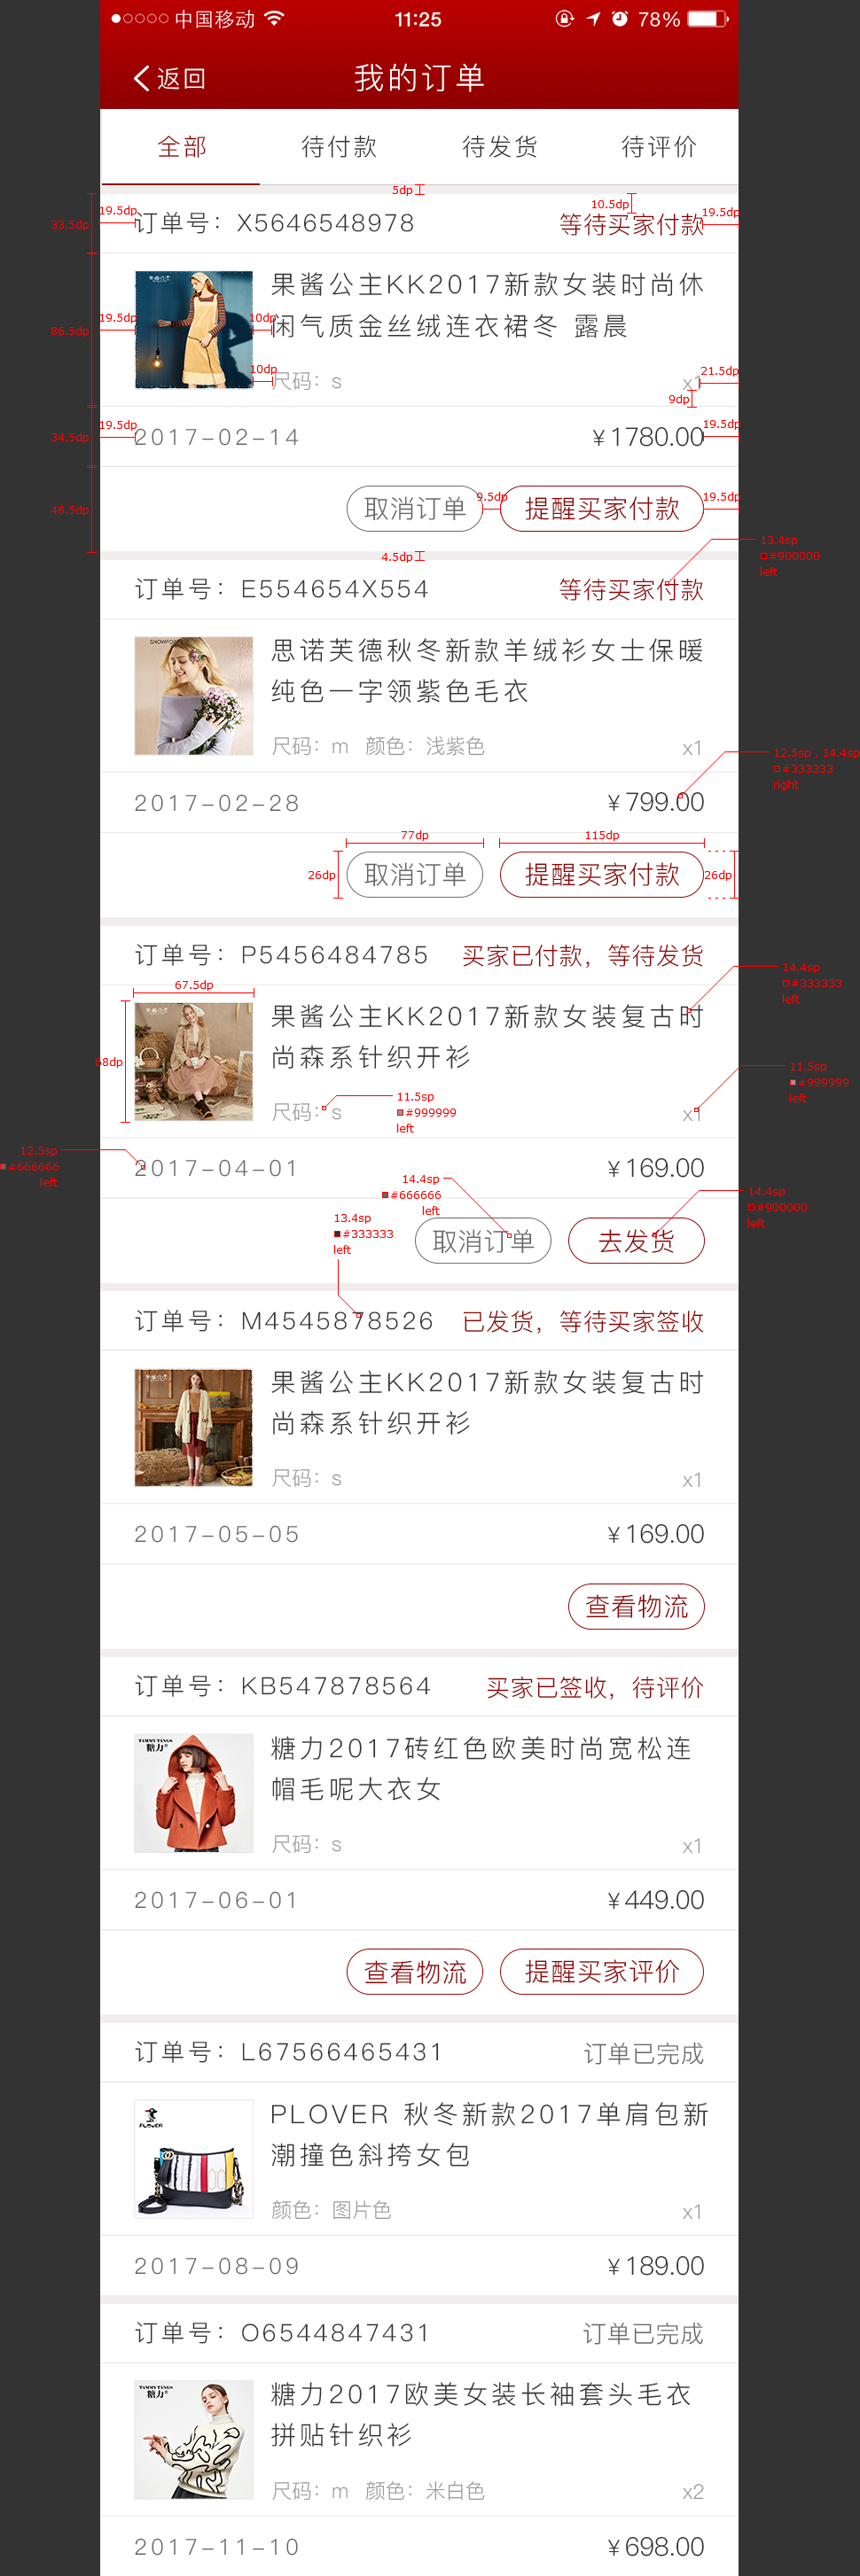 中国移动 11:25 78%
返回 我的订单
全部 待付款 待发货 待评价
5dp
10.5dp
33.5dp 19.5dp 订单号：X5646548978 等待买家付款 19.5dp
果酱公主KK2017新款女装时尚休
86.5dp 19.5dp 10dp 闲气质金丝绒连衣裙冬 露晨
10dp 21.5dp
尺码：s x1
9dp
34.5dp 19.5dp 2017-02-14 ¥1780.00 19.5dp
48.5dp 取消订单 9.5dp 提醒买家付款 19.5dp
13.4sp
#900000
left
4.5dp
订单号：E554654X554 等待买家付款
SNOWFORE
思诺芙德秋冬新款羊绒衫女士保暖
纯色一字领紫色毛衣
尺码：m 颜色：浅紫色 x1
12.5sp , 14.4sp
#333333
right
2017-02-28 ¥799.00
77dp 115dp
26dp 取消订单 提醒买家付款 26dp
订单号：P5456484785 买家已付款，等待发货
14.4sp
#333333
left
67.5dp
果酱公主KK2017新款女装复古时
68dp 尚森系针织开衫
11.5sp
#999999
left
尺码：s x1
11.5sp
#999999
left
12.5sp
#666666
left
2017-04-01 ¥169.00
14.4sp
#666666
left
14.4sp
#900000
left
13.4sp
#333333
left
取消订单 去发货
订单号：M4545878526 已发货，等待买家签收
果酱公主KK2017新款女装复古时
尚森系针织开衫
尺码：s x1
2017-05-05 ¥169.00
查看物流
订单号：KB547878564 买家已签收，待评价
TAMMYTANGS
糖力®
糖力2017砖红色欧美时尚宽松连
帽毛呢大衣女
尺码：s x1
2017-06-01 ¥449.00
查看物流 提醒买家评价
订单号：L67566465431 订单已完成
PLOVER
PLOVER 秋冬新款2017单肩包新
潮撞色斜挎女包
颜色：图片色 x1
2017-08-09 ¥189.00
订单号：O6544847431 订单已完成
TAMMYTANGS
糖力®
糖力2017欧美女装长袖套头毛衣
拼贴针织衫
尺码：m 颜色：米白色 x2
2017-11-10 ¥698.00